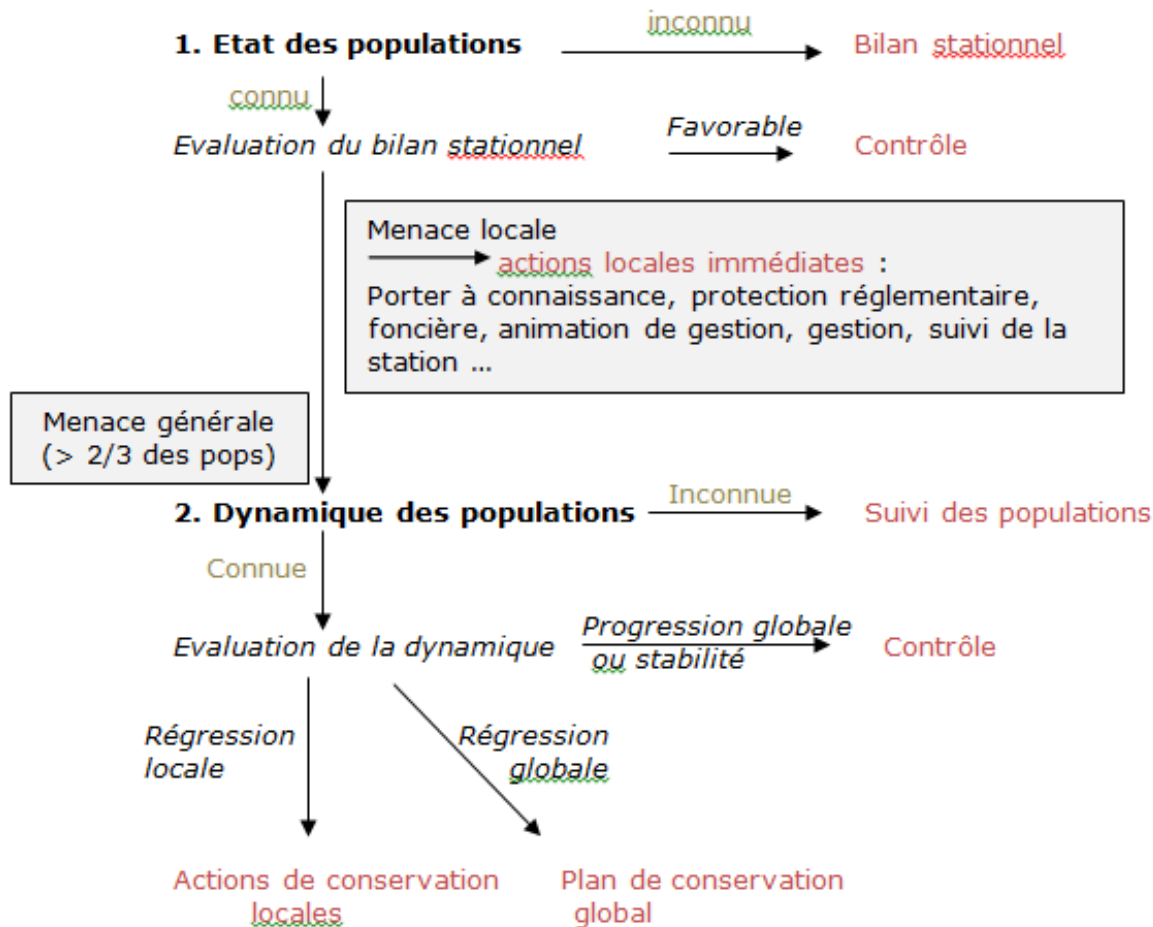 inconnu
1. Etat des populations
Bilan stationnel
connu
Evaluation du bilan stationnel
Favorable
Contrôle
Menace locale
actions locales immédiates :
Porter à connaissance, protection réglementaire,
foncière, animation de gestion, gestion, suivi de la
station ...
Menace générale
(> 2/3 des pops)
2. Dynamique des populations
Inconnue
Suivi des populations
Connue
Evaluation de la dynamique
Progression globale
ou stabilité
Contrôle
Régression
locale
Régression
globale
Actions de conservation
locales
Plan de conservation
global